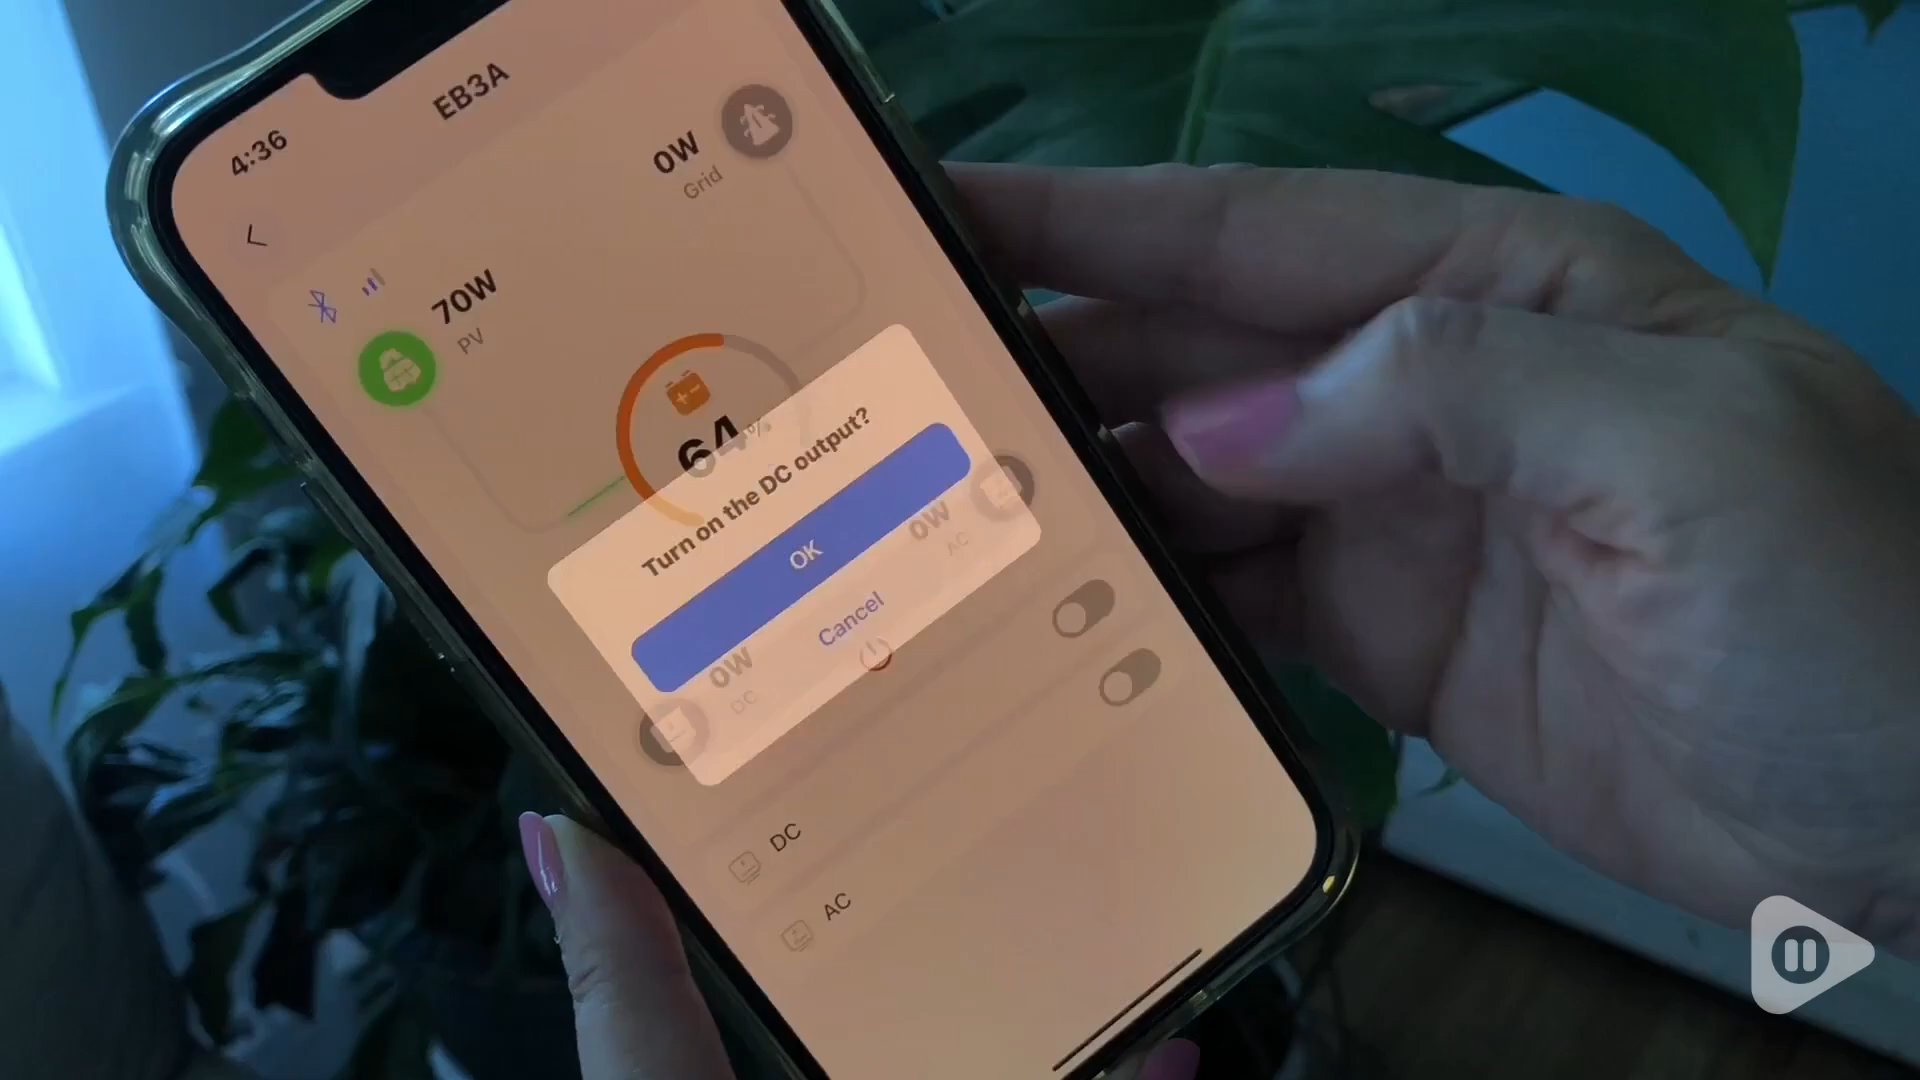 4:36
EB3A
0W
Grid
70W
PV
64%
Turn on the DC output?
OK
Cancel
0W
AC
0W
DC
DC
AC